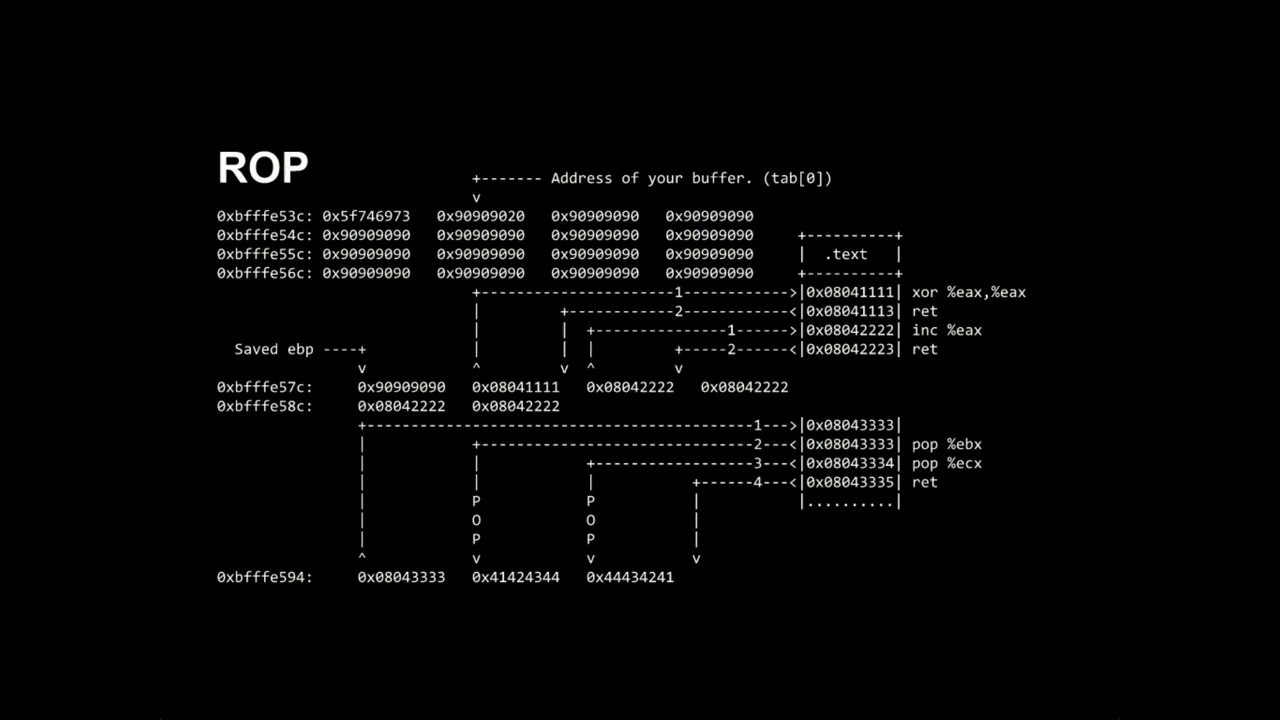 ROP
+------- Address of your buffer. (tab[0])
v
0xbfffe53c: 0x5f746973   0x90909020   0x90909090   0x90909090
0xbfffe54c: 0x90909090   0x90909090   0x90909090   0x90909090     +----------+
0xbfffe55c: 0x90909090   0x90909090   0x90909090   0x90909090     |  .text   |
0xbfffe56c: 0x90909090   0x90909090   0x90909090   0x90909090     +----------+
+----------------------1------------>|0x08041111| xor %eax,%eax
|         +------------2------------<|0x08041113| ret
|         |  +---------------1------>|0x08042222| inc %eax
Saved ebp ----+            |         |  |         +-----2------<|0x08042223| ret
v            ^         v  ^         v
0xbfffe57c:     0x90909090   0x08041111   0x08042222   0x08042222
0xbfffe58c:     0x08042222   0x08042222
+--------------------------------------------1--->|0x08043333|
|            +-------------------------------2---<|0x08043333| pop %ebx
|            |            +------------------3---<|0x08043334| pop %ecx
|            |            |           +------4---<|0x08043335| ret
|            P            P           |           |..........|
|            O            O           |
|            P            P           |
^            v            v           v
0xbfffe594:     0x08043333   0x41424344   0x44434241